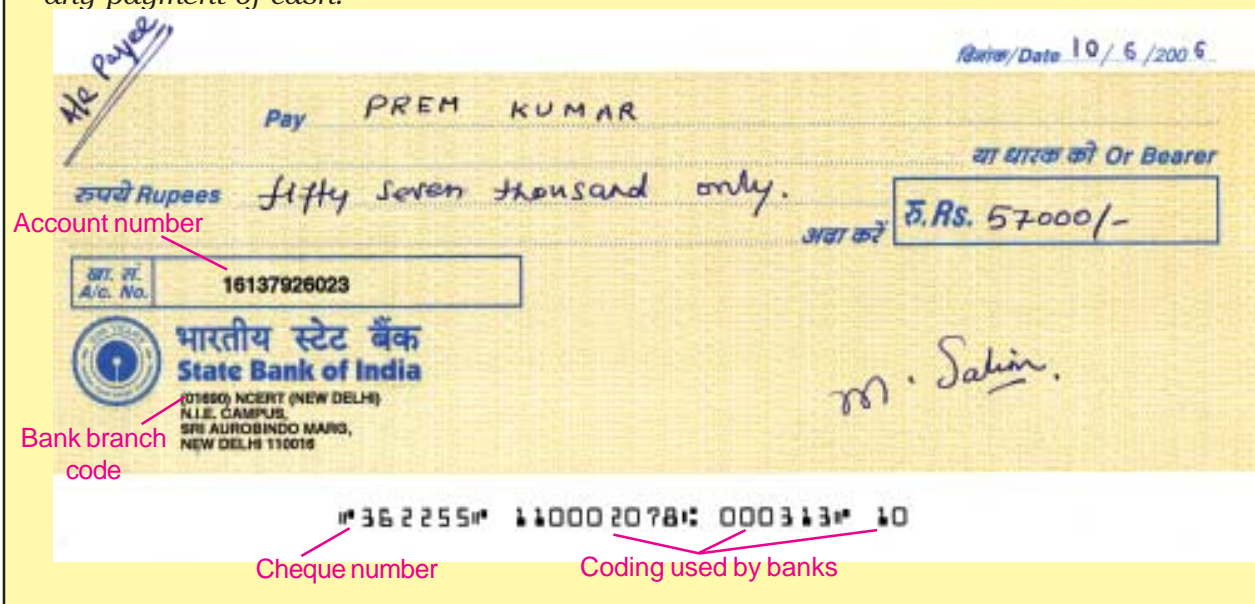 any payment of cash.
A/c Payee
दिनांक/Date 10/6/2006
Pay PREM KUMAR
या धारक को Or Bearer
रुपये Rupees fifty seven thousand only.
अदा करें रु.Rs. 57000/-
Account number
खा. सं.
A/c. No. 16137926023
भारतीय स्टेट बैंक
State Bank of India
(01690) NCERT (NEW DELHI)
N.I.E. CAMPUS,
SRI AUROBINDO MARG,
NEW DELHI 110016
M. Salim.
Bank branch
code
⑈362255⑈ 110002078⑆ 000313⑈ 10
Cheque number
Coding used by banks